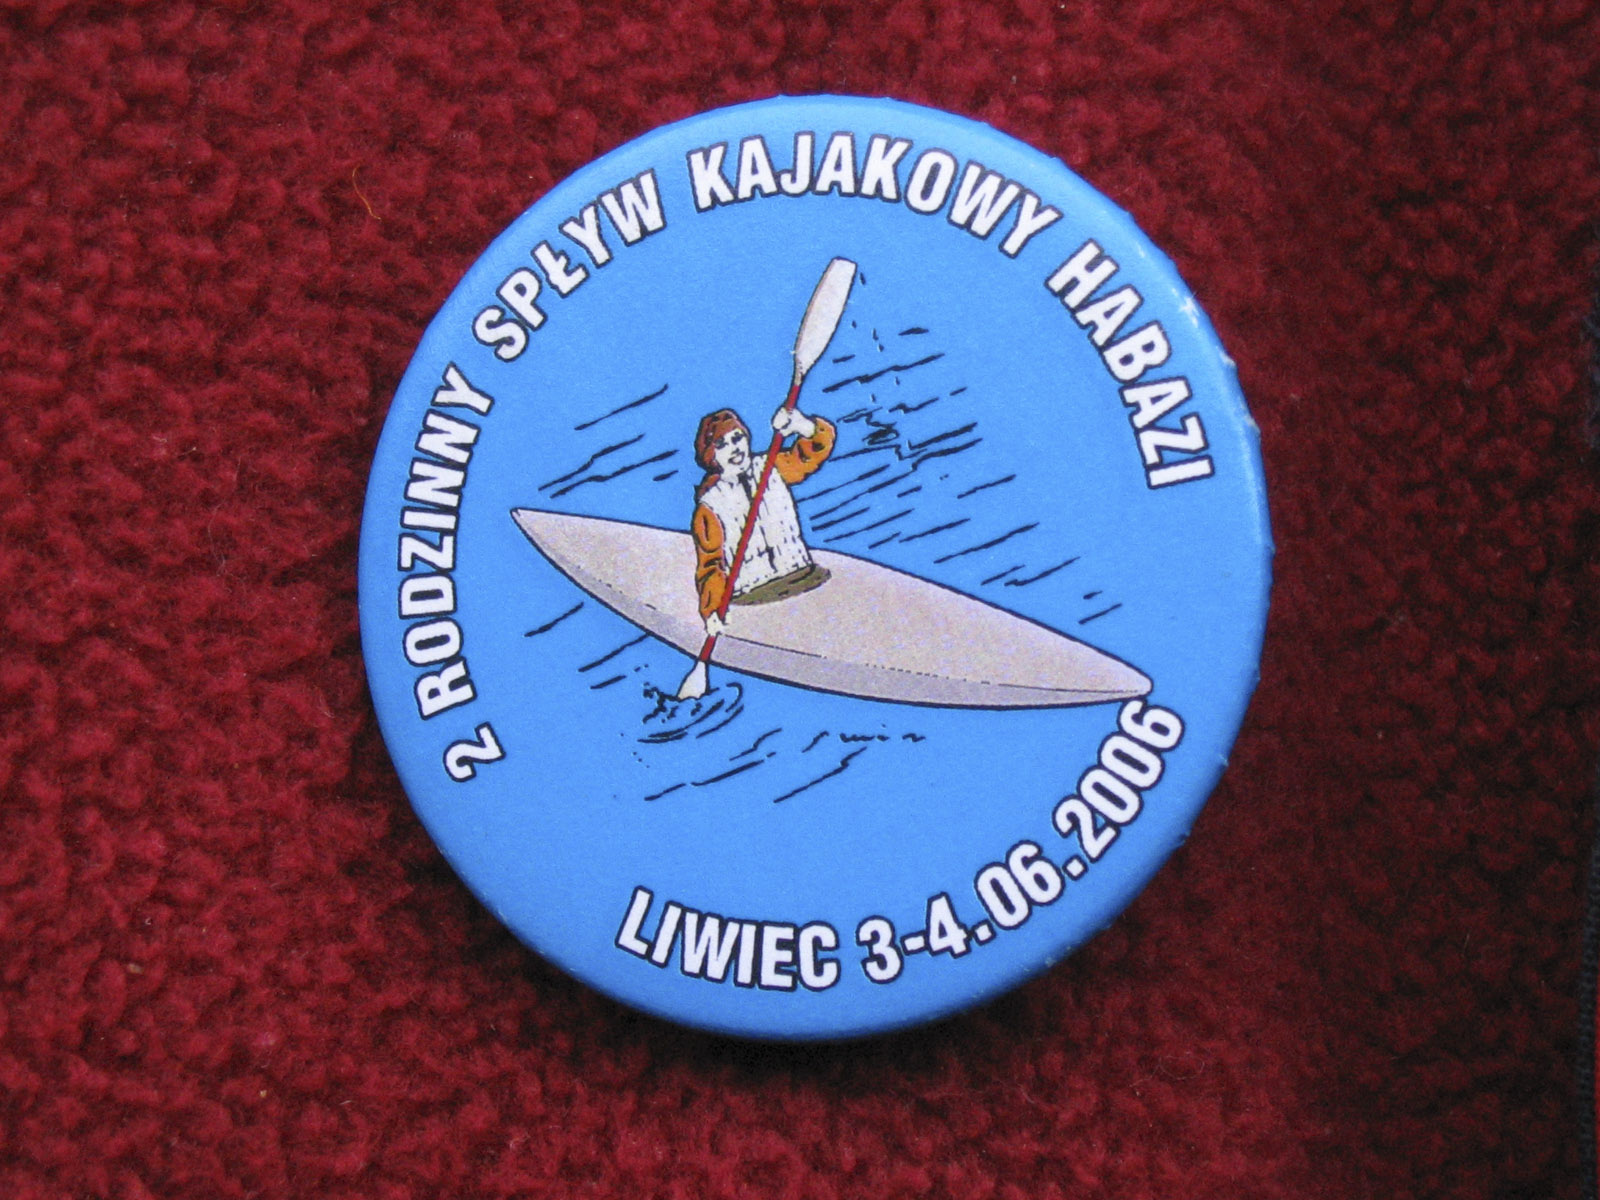 2 RODZINNY SPŁYW KAJAKOWY HABAZI
LIWIEC 3-4.06.2006